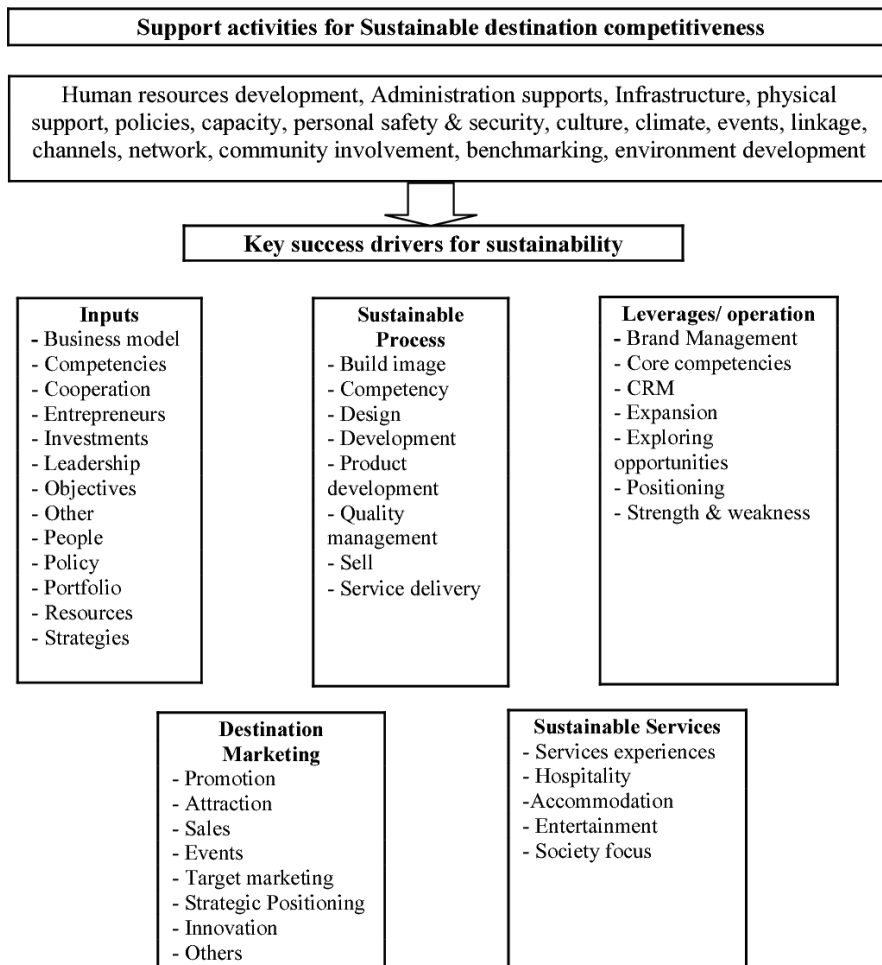 Support activities for Sustainable destination competitiveness
Human resources development, Administration supports, Infrastructure, physical
support, policies, capacity, personal safety & security, culture, climate, events, linkage,
channels, network, community involvement, benchmarking, environment development
Key success drivers for sustainability
Inputs
- Business model
- Competencies
- Cooperation
- Entrepreneurs
- Investments
- Leadership
- Objectives
- Other
- People
- Policy
- Portfolio
- Resources
- Strategies
Sustainable
Process
- Build image
- Competency
- Design
- Development
- Product
development
- Quality
management
- Sell
- Service delivery
Leverages/ operation
- Brand Management
- Core competencies
- CRM
- Expansion
- Exploring
opportunities
- Positioning
- Strength & weakness
Destination
Marketing
- Promotion
- Attraction
- Sales
- Events
- Target marketing
- Strategic Positioning
- Innovation
- Others
Sustainable Services
- Services experiences
- Hospitality
-Accommodation
- Entertainment
- Society focus